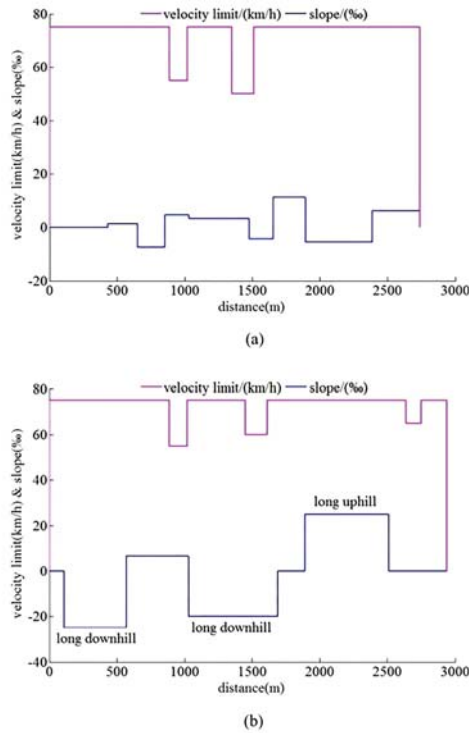 velocity limit/(km/h) slope/(‰)
velocity limit(km/h) & slope(‰)
80
60
40
20
0
-20
0 500 1000 1500 2000 2500 3000
distance(m)
(a)
velocity limit/(km/h) slope/(‰)
velocity limit(km/h) & slope(‰)
80
60
40
20
0
-20
-40
long uphill
long downhill long downhill
0 500 1000 1500 2000 2500 3000
distance(m)
(b)